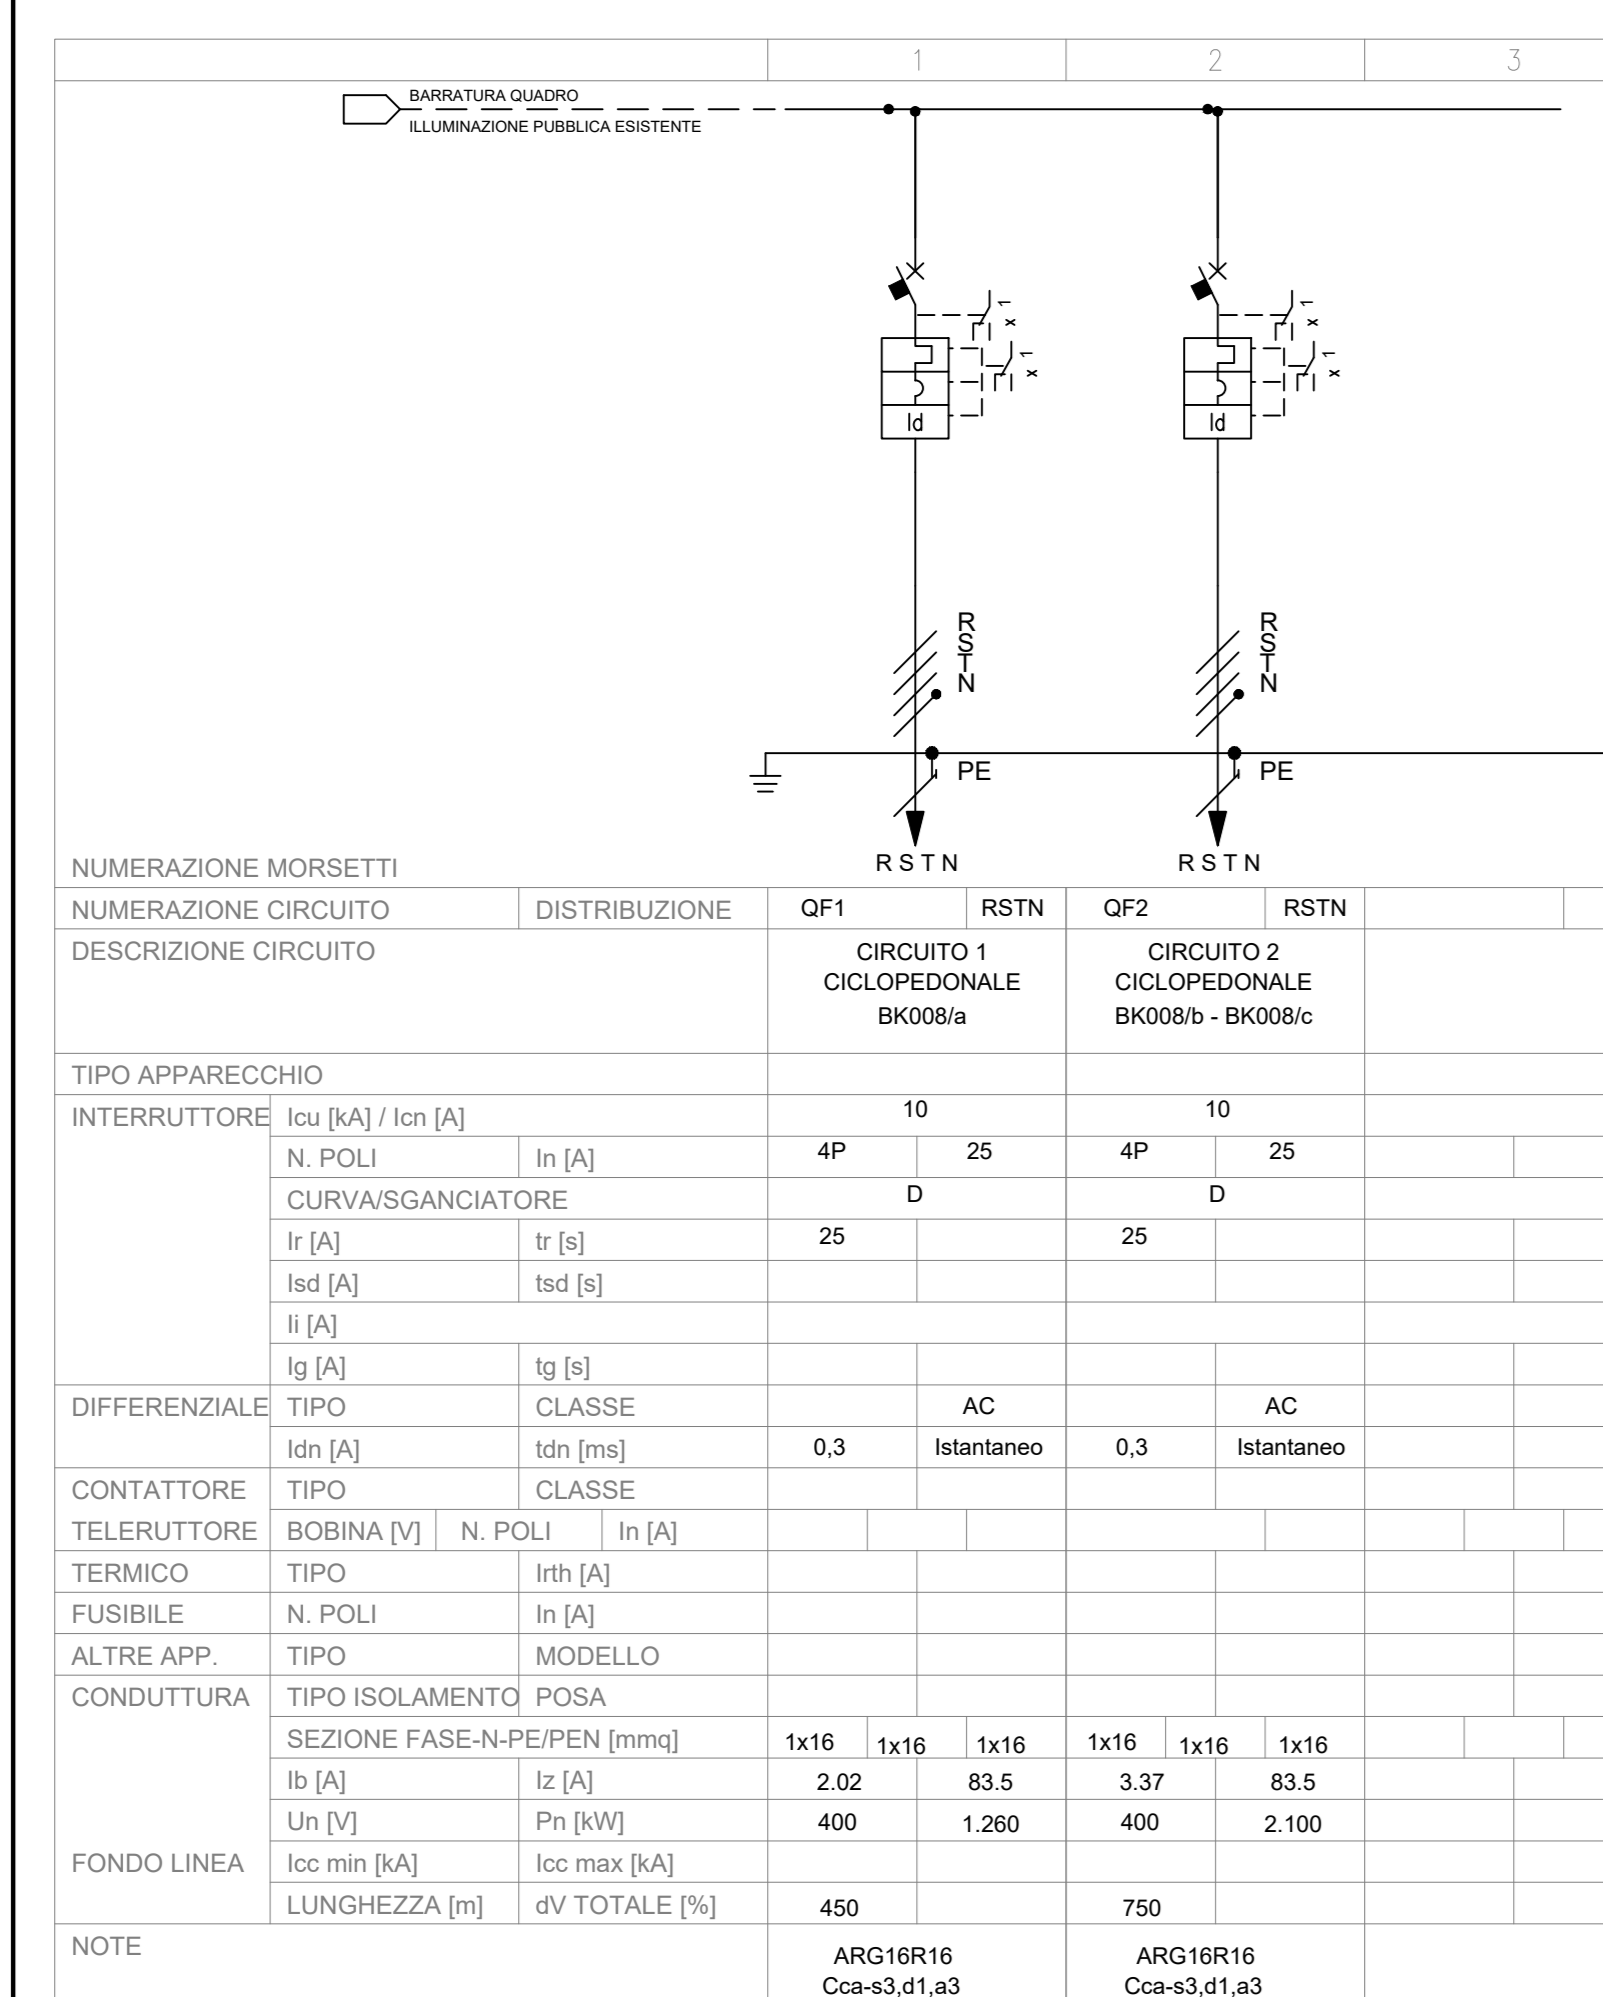 1 2 3
BARRATURA QUADRO
ILLUMINAZIONE PUBBLICA ESISTENTE
x 1 x 1
x 1 x 1
Id Id
R R
S S
T T
N N
PE PE
NUMERAZIONE MORSETTI R S T N R S T N
NUMERAZIONE CIRCUITO DISTRIBUZIONE QF1 RSTN QF2 RSTN
DESCRIZIONE CIRCUITO CIRCUITO 1 CIRCUITO 2
CICLOPEDONALE CICLOPEDONALE
BK008/a BK008/b - BK008/c
TIPO APPARECCHIO
INTERRUTTORE Icu [kA] / Icn [A] 10 10
N. POLI In [A] 4P 25 4P 25
CURVA/SGANCIATORE D D
Ir [A] tr [s] 25 25
Isd [A] tsd [s]
Ii [A]
Ig [A] tg [s]
DIFFERENZIALE TIPO CLASSE AC AC
Idn [A] tdn [ms] 0,3 Istantaneo 0,3 Istantaneo
CONTATTORE TIPO CLASSE
TELERUTTORE BOBINA [V] N. POLI In [A]
TERMICO TIPO Irth [A]
FUSIBILE N. POLI In [A]
ALTRE APP. TIPO MODELLO
CONDUTTURA TIPO ISOLAMENTO POSA
SEZIONE FASE-N-PE/PEN [mmq] 1x16 1x16 1x16 1x16 1x16 1x16
Ib [A] Iz [A] 2.02 83.5 3.37 83.5
Un [V] Pn [kW] 400 1.260 400 2.100
FONDO LINEA Icc min [kA] Icc max [kA]
LUNGHEZZA [m] dV TOTALE [%] 450 750
NOTE ARG16R16 ARG16R16
Cca-s3,d1,a3 Cca-s3,d1,a3